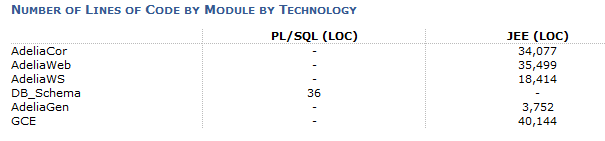 NUMBER OF LINES OF CODE BY MODULE BY TECHNOLOGY
PL/SQL (LOC) JEE (LOC)
AdeliaCor - 34,077
AdeliaWeb - 35,499
AdeliaWS - 18,414
DB_Schema 36 -
AdeliaGen - 3,752
GCE - 40,144